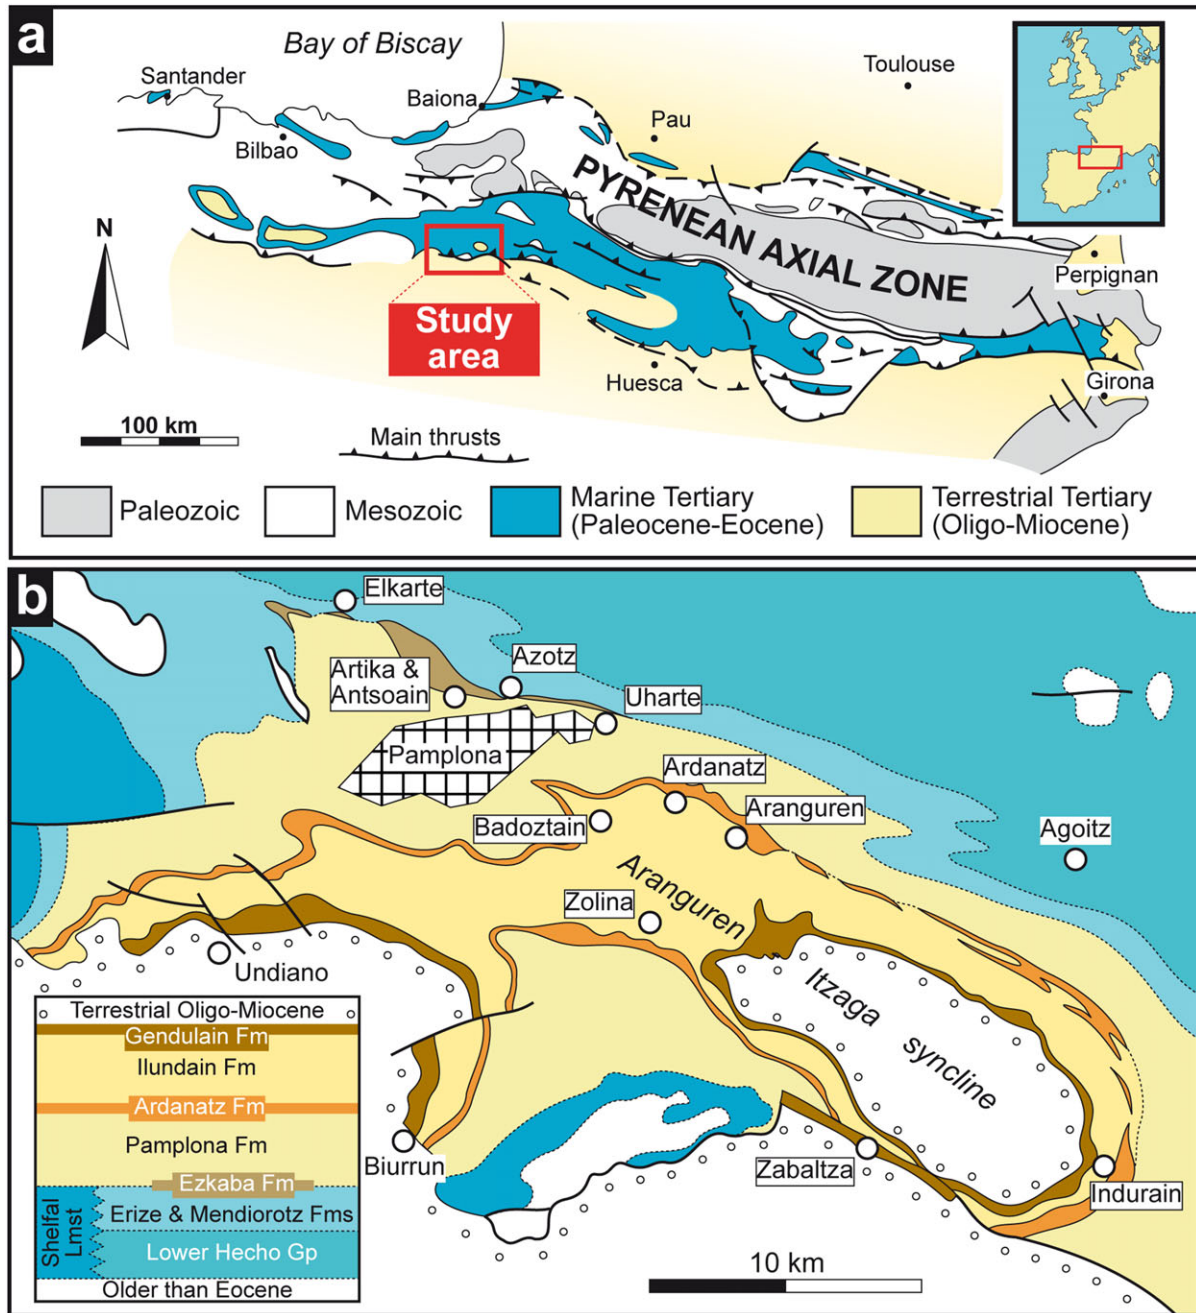 a
Bay of Biscay
Santander
Toulouse
Baiona
Pau
Bilbao
PYRENEAN AXIAL ZONE
N
Perpignan
Study
area
Huesca
Girona
100 km
Main thrusts
Paleozoic
Mesozoic
Marine Tertiary
(Paleocene-Eocene)
Terrestrial Tertiary
(Oligo-Miocene)
b
Elkarte
Artika &
Antsoain
Azotz
Uharte
Pamplona
Ardanatz
Badoztain
Aranguren
Agoitz
Aranguren
Zolina
Undiano
Itzaga
syncline
Terrestrial Oligo-Miocene
Gendulain Fm
Ilundain Fm
Ardanatz Fm
Pamplona Fm
Ezkaba Fm
Shelfal
Lmst
Erize & Mendiorotz Fms
Lower Hecho Gp
Older than Eocene
Biurrun
Zabaltza
Indurain
10 km